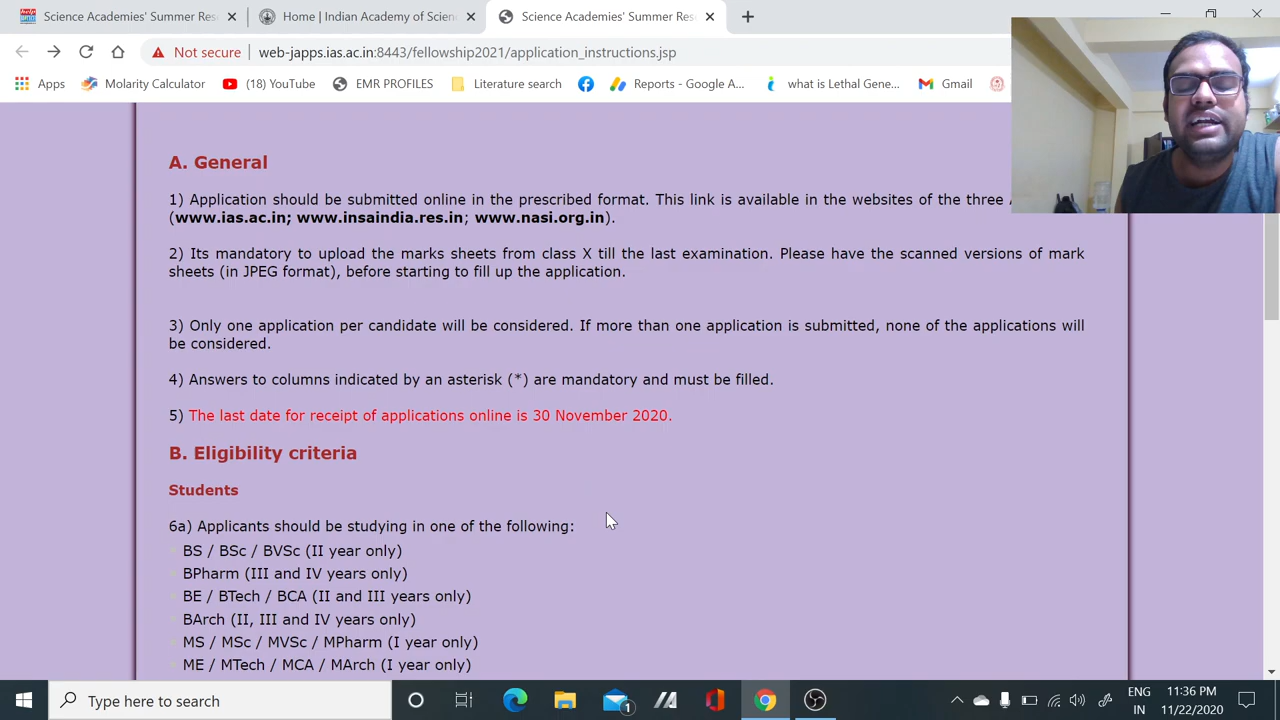 Science Academies' Summer Res
Home | Indian Academy of Scienc
Science Academies' Summer Res
Not secure
web-japps.ias.ac.in:8443/fellowship2021/application_instructions.jsp
Apps
Molarity Calculator
(18) YouTube
EMR PROFILES
Literature search
Reports - Google A...
what is Lethal Gene...
Gmail
A. General
1) Application should be submitted online in the prescribed format. This link is available in the websites of the three
(www.ias.ac.in; www.insaindia.res.in; www.nasi.org.in).
2) Its mandatory to upload the marks sheets from class X till the last examination. Please have the scanned versions of mark
sheets (in JPEG format), before starting to fill up the application.
3) Only one application per candidate will be considered. If more than one application is submitted, none of the applications will
be considered.
4) Answers to columns indicated by an asterisk (*) are mandatory and must be filled.
5) The last date for receipt of applications online is 30 November 2020.
B. Eligibility criteria
Students
6a) Applicants should be studying in one of the following:
BS / BSc / BVSc (II year only)
BPharm (III and IV years only)
BE / BTech / BCA (II and III years only)
BArch (II, III and IV years only)
MS / MSc / MVSc / MPharm (I year only)
ME / MTech / MCA / MArch (I year only)
Type here to search
1
ENG
IN
11:36 PM
11/22/2020